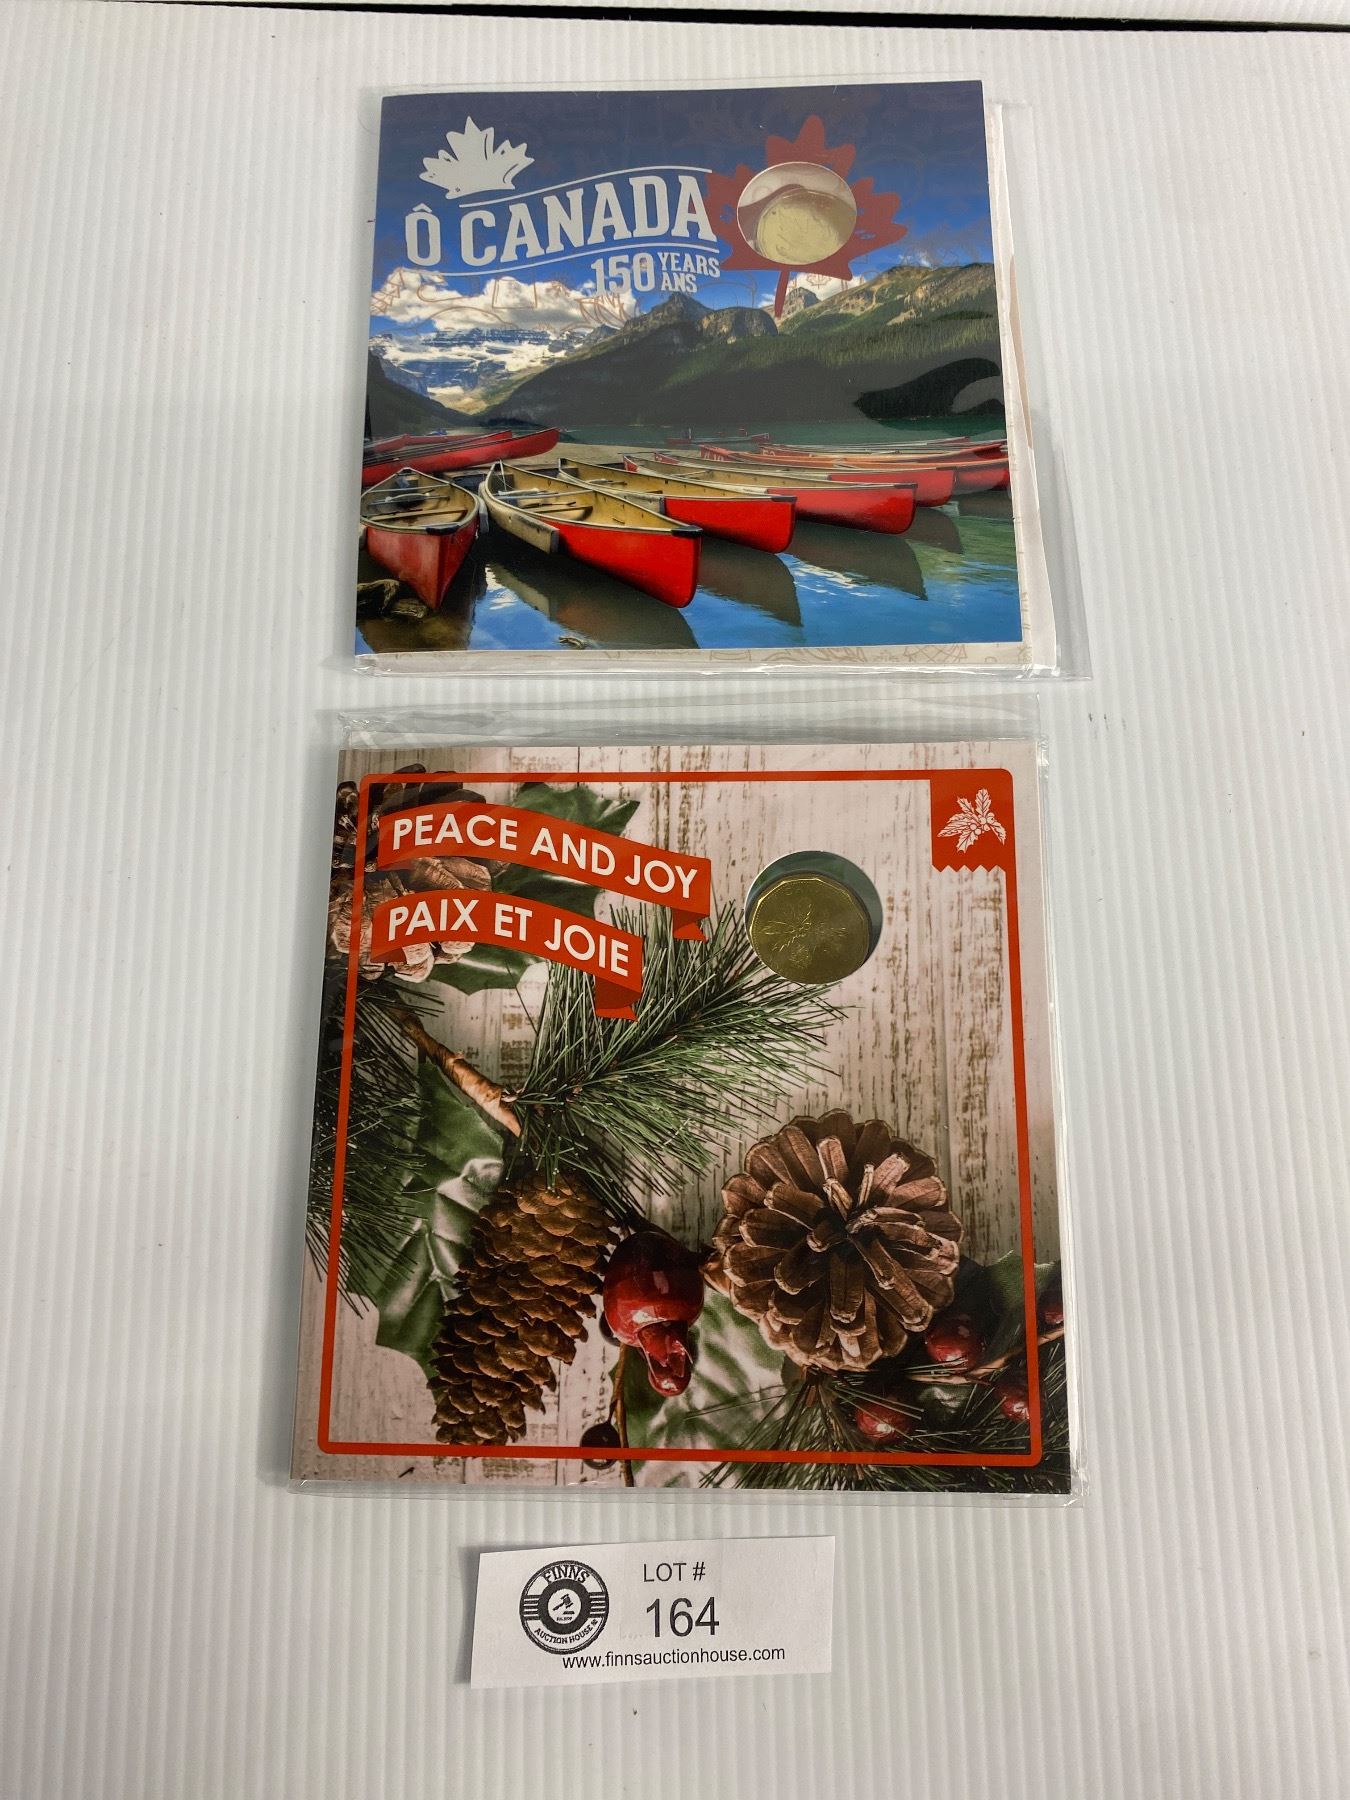 Ô CANADA
150 YEARS
ANS
PEACE AND JOY
PAIX ET JOIE
FINNS
AUCTION HOUSE
LOT #
164
www.finnsauctionhouse.com